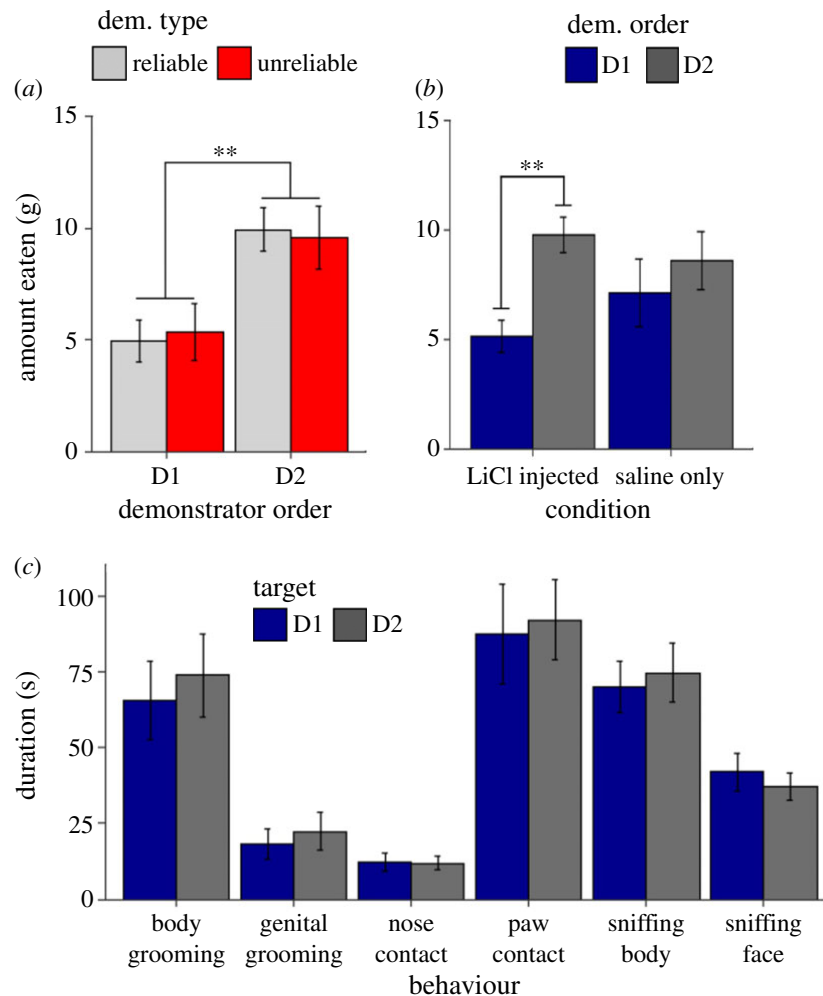 dem. type
reliable unreliable
(a)
15
10
5
0
amount eaten (g)
**
D1 D2
demonstrator order
dem. order
D1 D2
(b)
15
10
5
0
**
LiCl injected saline only
condition
(c)
target
D1 D2
100
75
50
25
0
duration (s)
body genital nose paw sniffing sniffing
grooming grooming contact contact body face
behaviour